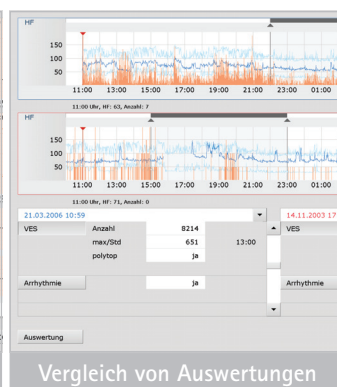 HF
150
100
50
11:00 13:00 15:00 17:00 19:00 21:00 23:00 01:00
11:00 Uhr, HF: 63, Anzahl: 7
HF
150
100
50
11:00 13:00 15:00 17:00 19:00 21:00 23:00 01:00
11:00 Uhr, HF: 71, Anzahl: 0
21.03.2006 10:59 14.11.2003 17
VES Anzahl 8214 VES
max/Std 651 13:00
polytop ja
Arrhythmie ja Arrhythmie
Auswertung
Vergleich von Auswertungen